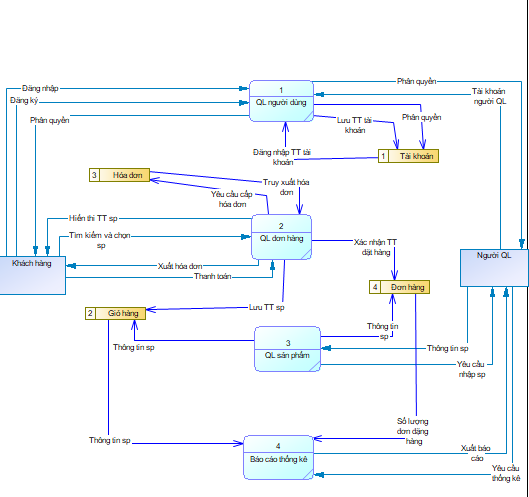 Đăng nhập
Đăng ký
Phân quyền
1
QL người dùng
Phân quyền
Tài khoản
người QL
Lưu TT tài
khoản
Phân quyền
Đăng nhập TT tài
khoản
1 Tài khoản
3 Hóa đơn
Truy xuất hóa
đơn
Yêu cầu cấp
hóa đơn
Hiển thi TT sp
Tìm kiếm và chọn
sp
2
QL đơn hàng
Xác nhận TT
đặt hàng
Khách hàng
Người QL
Xuất hóa đơn
Thanh toán
4 Đơn hàng
2 Giỏ hàng
Lưu TT sp
Thông tin sp
3
QL sản phẩm
Thông tin
sp
Thông tin sp
Yêu cầu
nhập sp
Số lượng
đơn đặng
hàng
Thông tin sp
4
Báo cáo thống kê
Xuất báo
cáo
Yêu cầu
thống kê